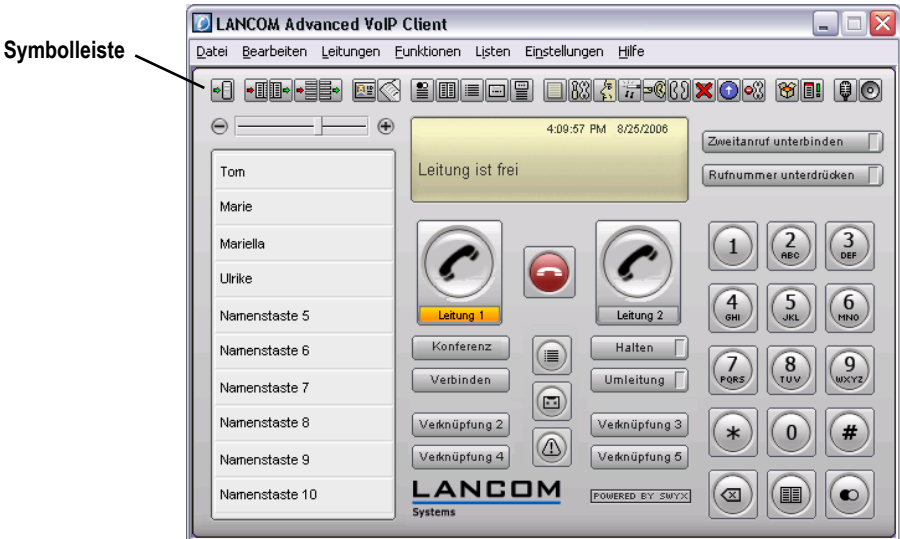 LANCOM Advanced VoIP Client
Symbolleiste
Datei Bearbeiten Leitungen Funktionen Listen Einstellungen Hilfe
4:09:57 PM 8/25/2006
Leitung ist frei
Zweitanruf unterbinden
Rufnummer unterdrücken
Tom
Marie
Mariella
Ulrike
Namenstaste 5
Namenstaste 6
Namenstaste 7
Namenstaste 8
Namenstaste 9
Namenstaste 10
Leitung 1
Leitung 2
Konferenz
Halten
Verbinden
Umleitung
Verknüpfung 2
Verknüpfung 3
Verknüpfung 4
Verknüpfung 5
LANCOM
Systems
POWERED BY SWYX
1
2
ABC
3
DEF
4
GHI
5
JKL
6
MNO
7
PQRS
8
TUV
9
WXYZ
*
0
#